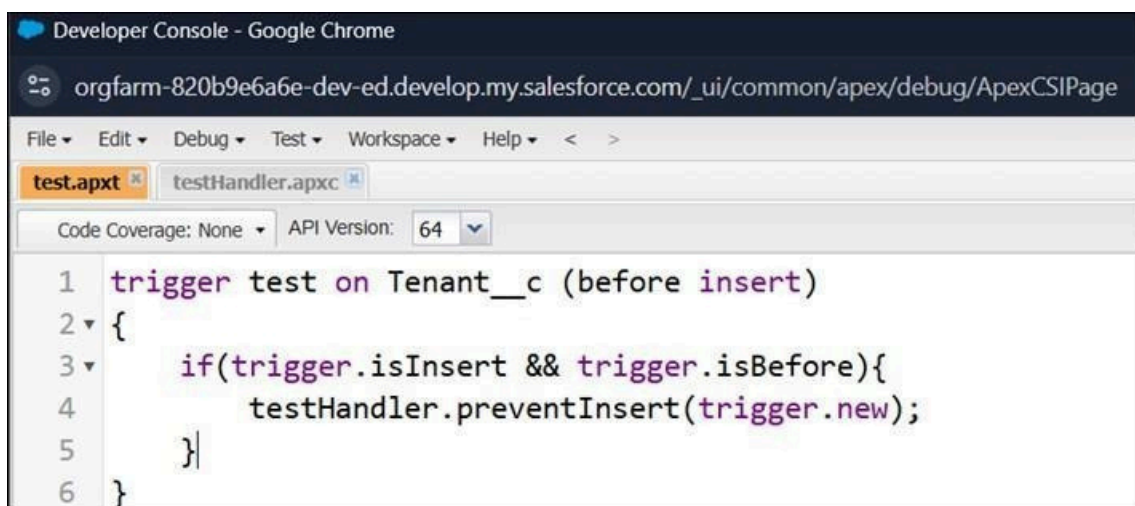 Developer Console - Google Chrome
orgfarm-820b9e6a6e-dev-ed.develop.my.salesforce.com/_ui/common/apex/debug/ApexCSIPage
File Edit Debug Test Workspace Help < >
test.apxt testHandler.apxc
Code Coverage: None API Version: 64
1 trigger test on Tenant__c (before insert)
2 {
3 if(trigger.isInsert && trigger.isBefore){
4 testHandler.preventInsert(trigger.new);
5 }
6 }